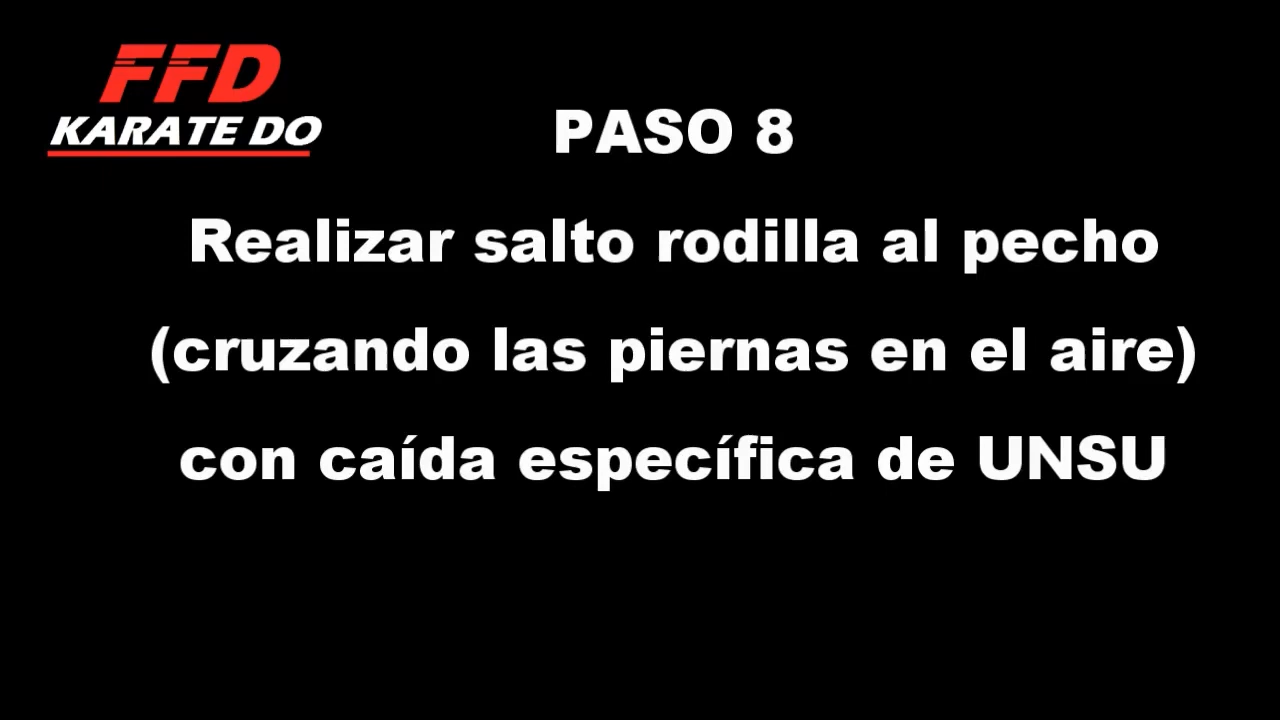 FFD
KARATE DO
PASO 8
Realizar salto rodilla al pecho
(cruzando las piernas en el aire)
con caída específica de UNSU